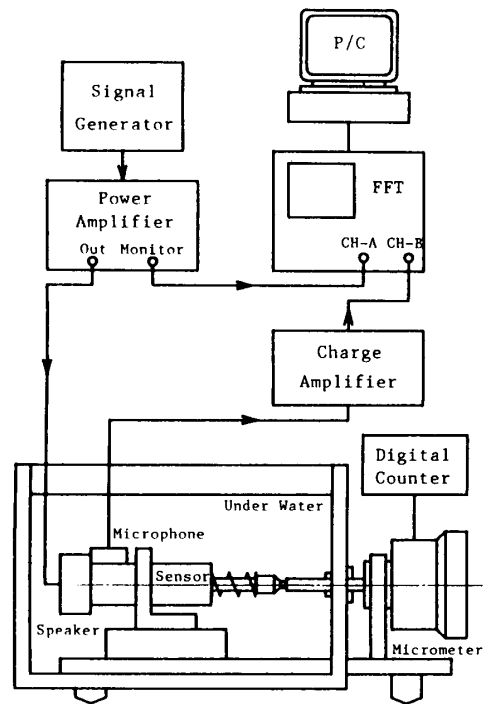 P/C
Signal
Generator
FFT
Power
Amplifier
Out Monitor
CH-A CH-B
Charge
Amplifier
Digital
Counter
Under Water
Microphone
Sensor
Speaker
Micrometer